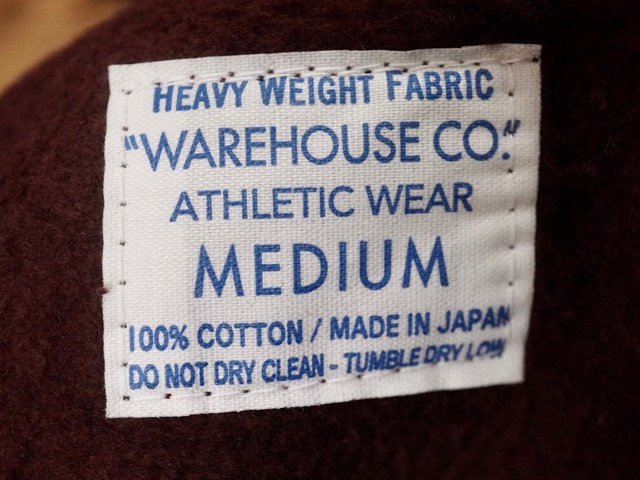 HEAVY WEIGHT FABRIC
"WAREHOUSE CO."
ATHLETIC WEAR
MEDIUM
100% COTTON / MADE IN JAPAN
DO NOT DRY CLEAN - TUMBLE DRY LOW